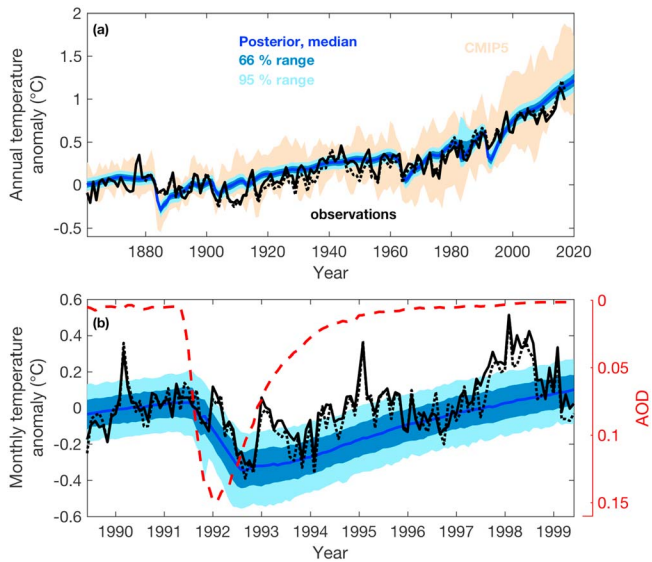 (a)
Posterior, median
66 % range
95 % range
CMIP5
observations
Annual temperature
anomaly (°C)
2
1.5
1
0.5
0
-0.5
1880
1900
1920
1940
1960
1980
2000
2020
Year
(b)
Monthly temperature
anomaly (°C)
0.6
0.4
0.2
0
-0.2
-0.4
-0.6
0
0.05
0.1
0.15
AOD
1990
1991
1992
1993
1994
1995
1996
1997
1998
1999
Year